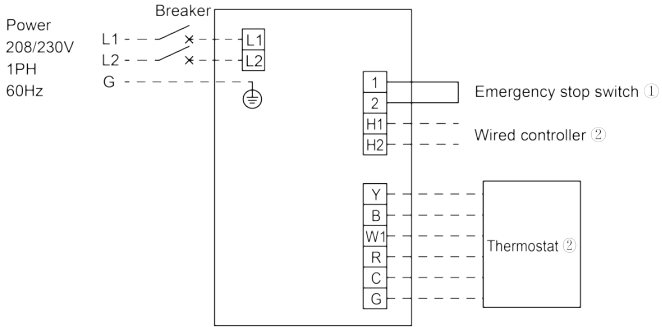 Breaker
Power
208/230V
1PH
60Hz
L1
L2
G
L1
L2
1
2
H1
H2
Emergency stop switch ①
Wired controller ②
Y
B
W1
R
C
G
Thermostat ②